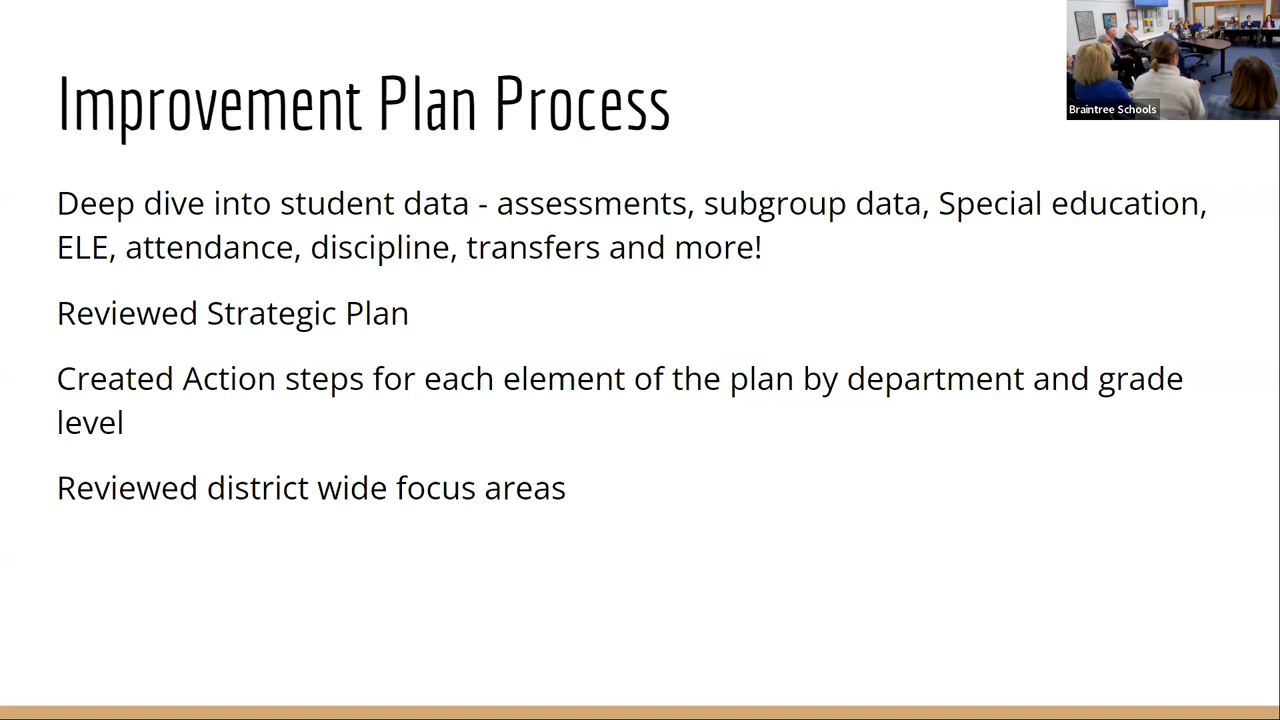 Braintree Schools
Improvement Plan Process
Deep dive into student data - assessments, subgroup data, Special education,
ELE, attendance, discipline, transfers and more!
Reviewed Strategic Plan
Created Action steps for each element of the plan by department and grade
level
Reviewed district wide focus areas